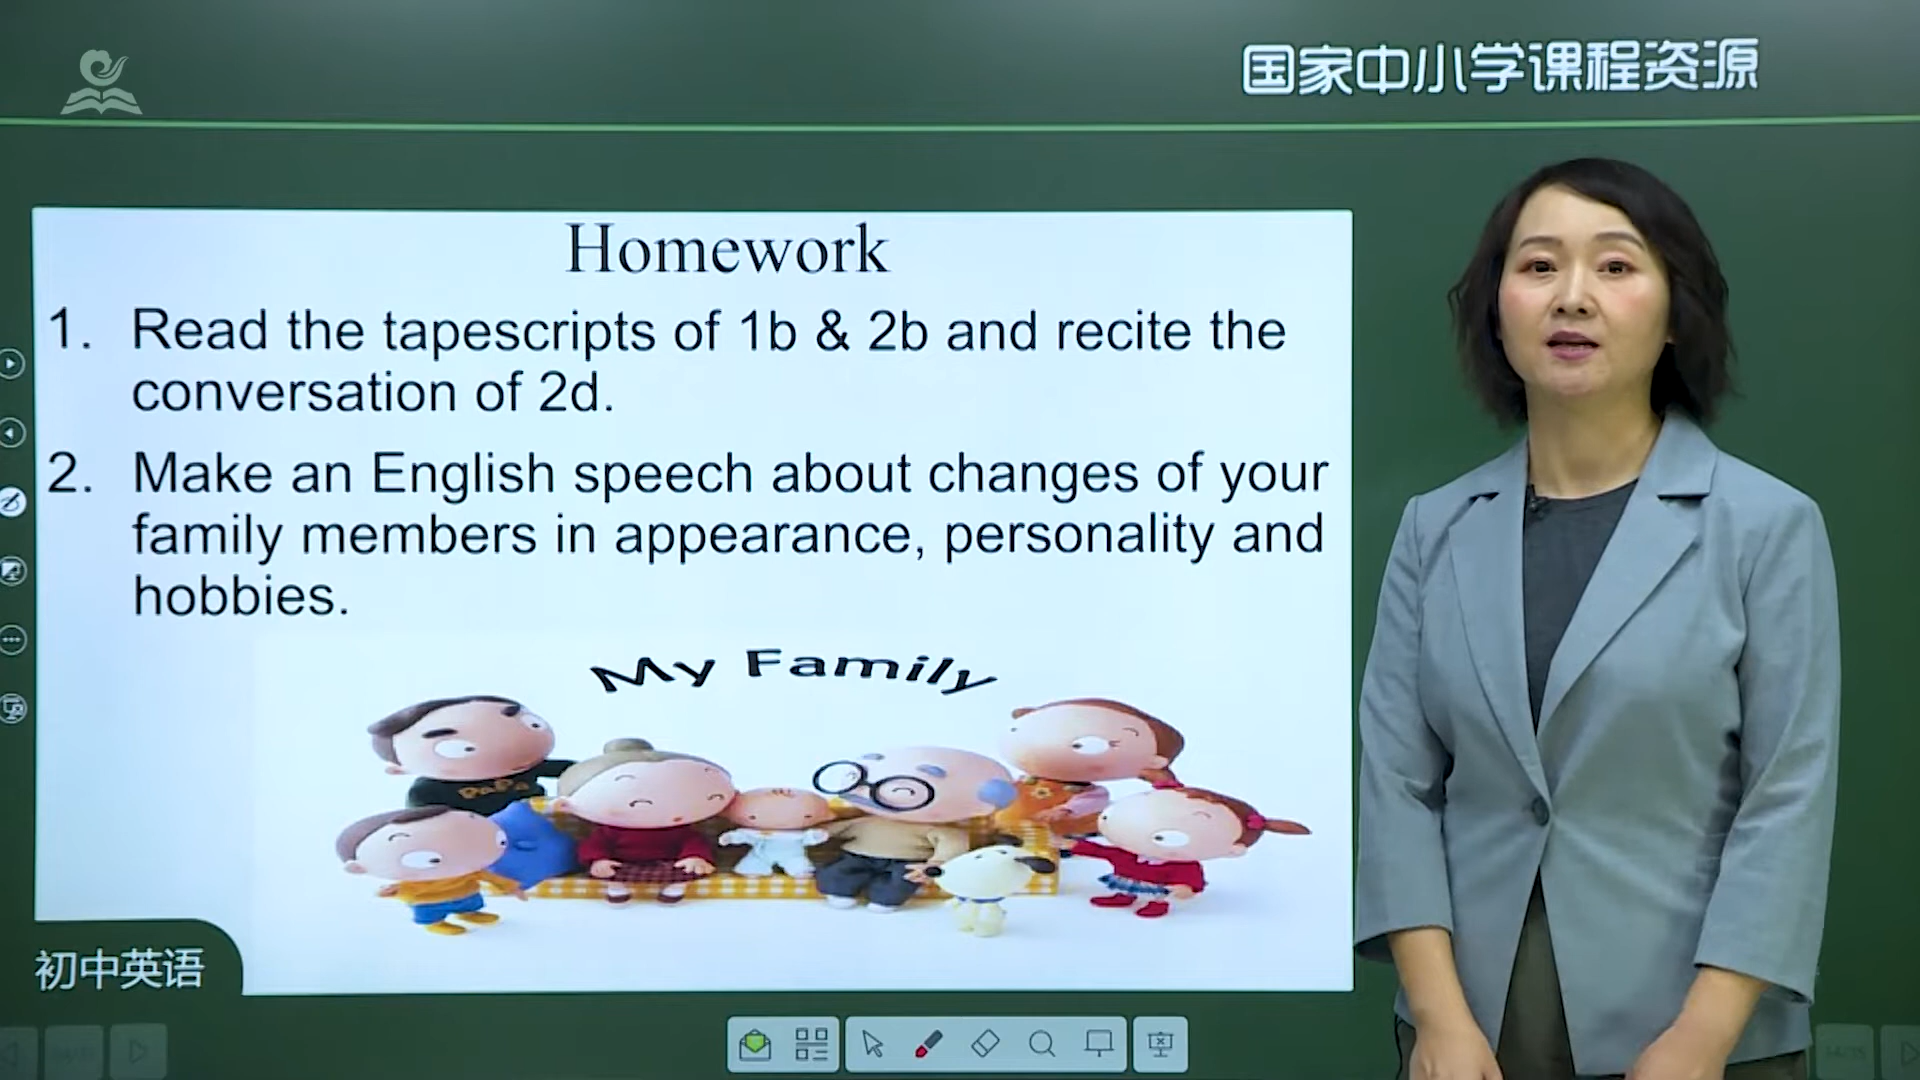 国家中小学课程资源
Homework
1. Read the tapescripts of 1b & 2b and recite the
conversation of 2d.
2. Make an English speech about changes of your
family members in appearance, personality and
hobbies.
My Family
PaPa
初中英语